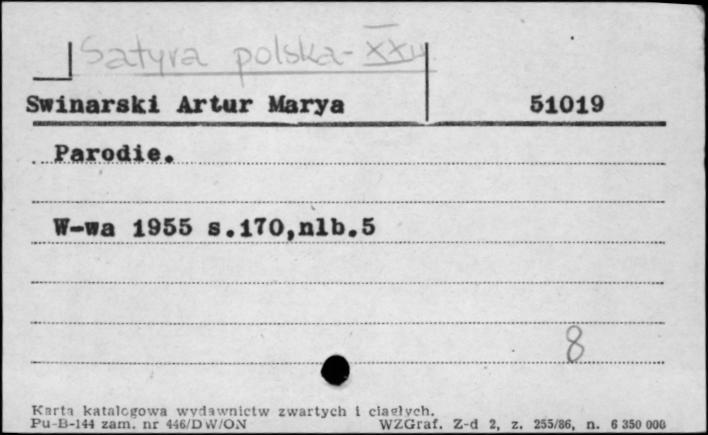 Satyra polska - XX w
Swinarski Artur Marya 51019
Parodie.
W-wa 1955 s.170,nlb.5
8
Karta katalogowa wydawnictw zwartych i ciągłych.
Pu-B-144 zam. nr 446/DW/ON WZGraf. Z-d 2, z. 255/86, n. 6 350 000